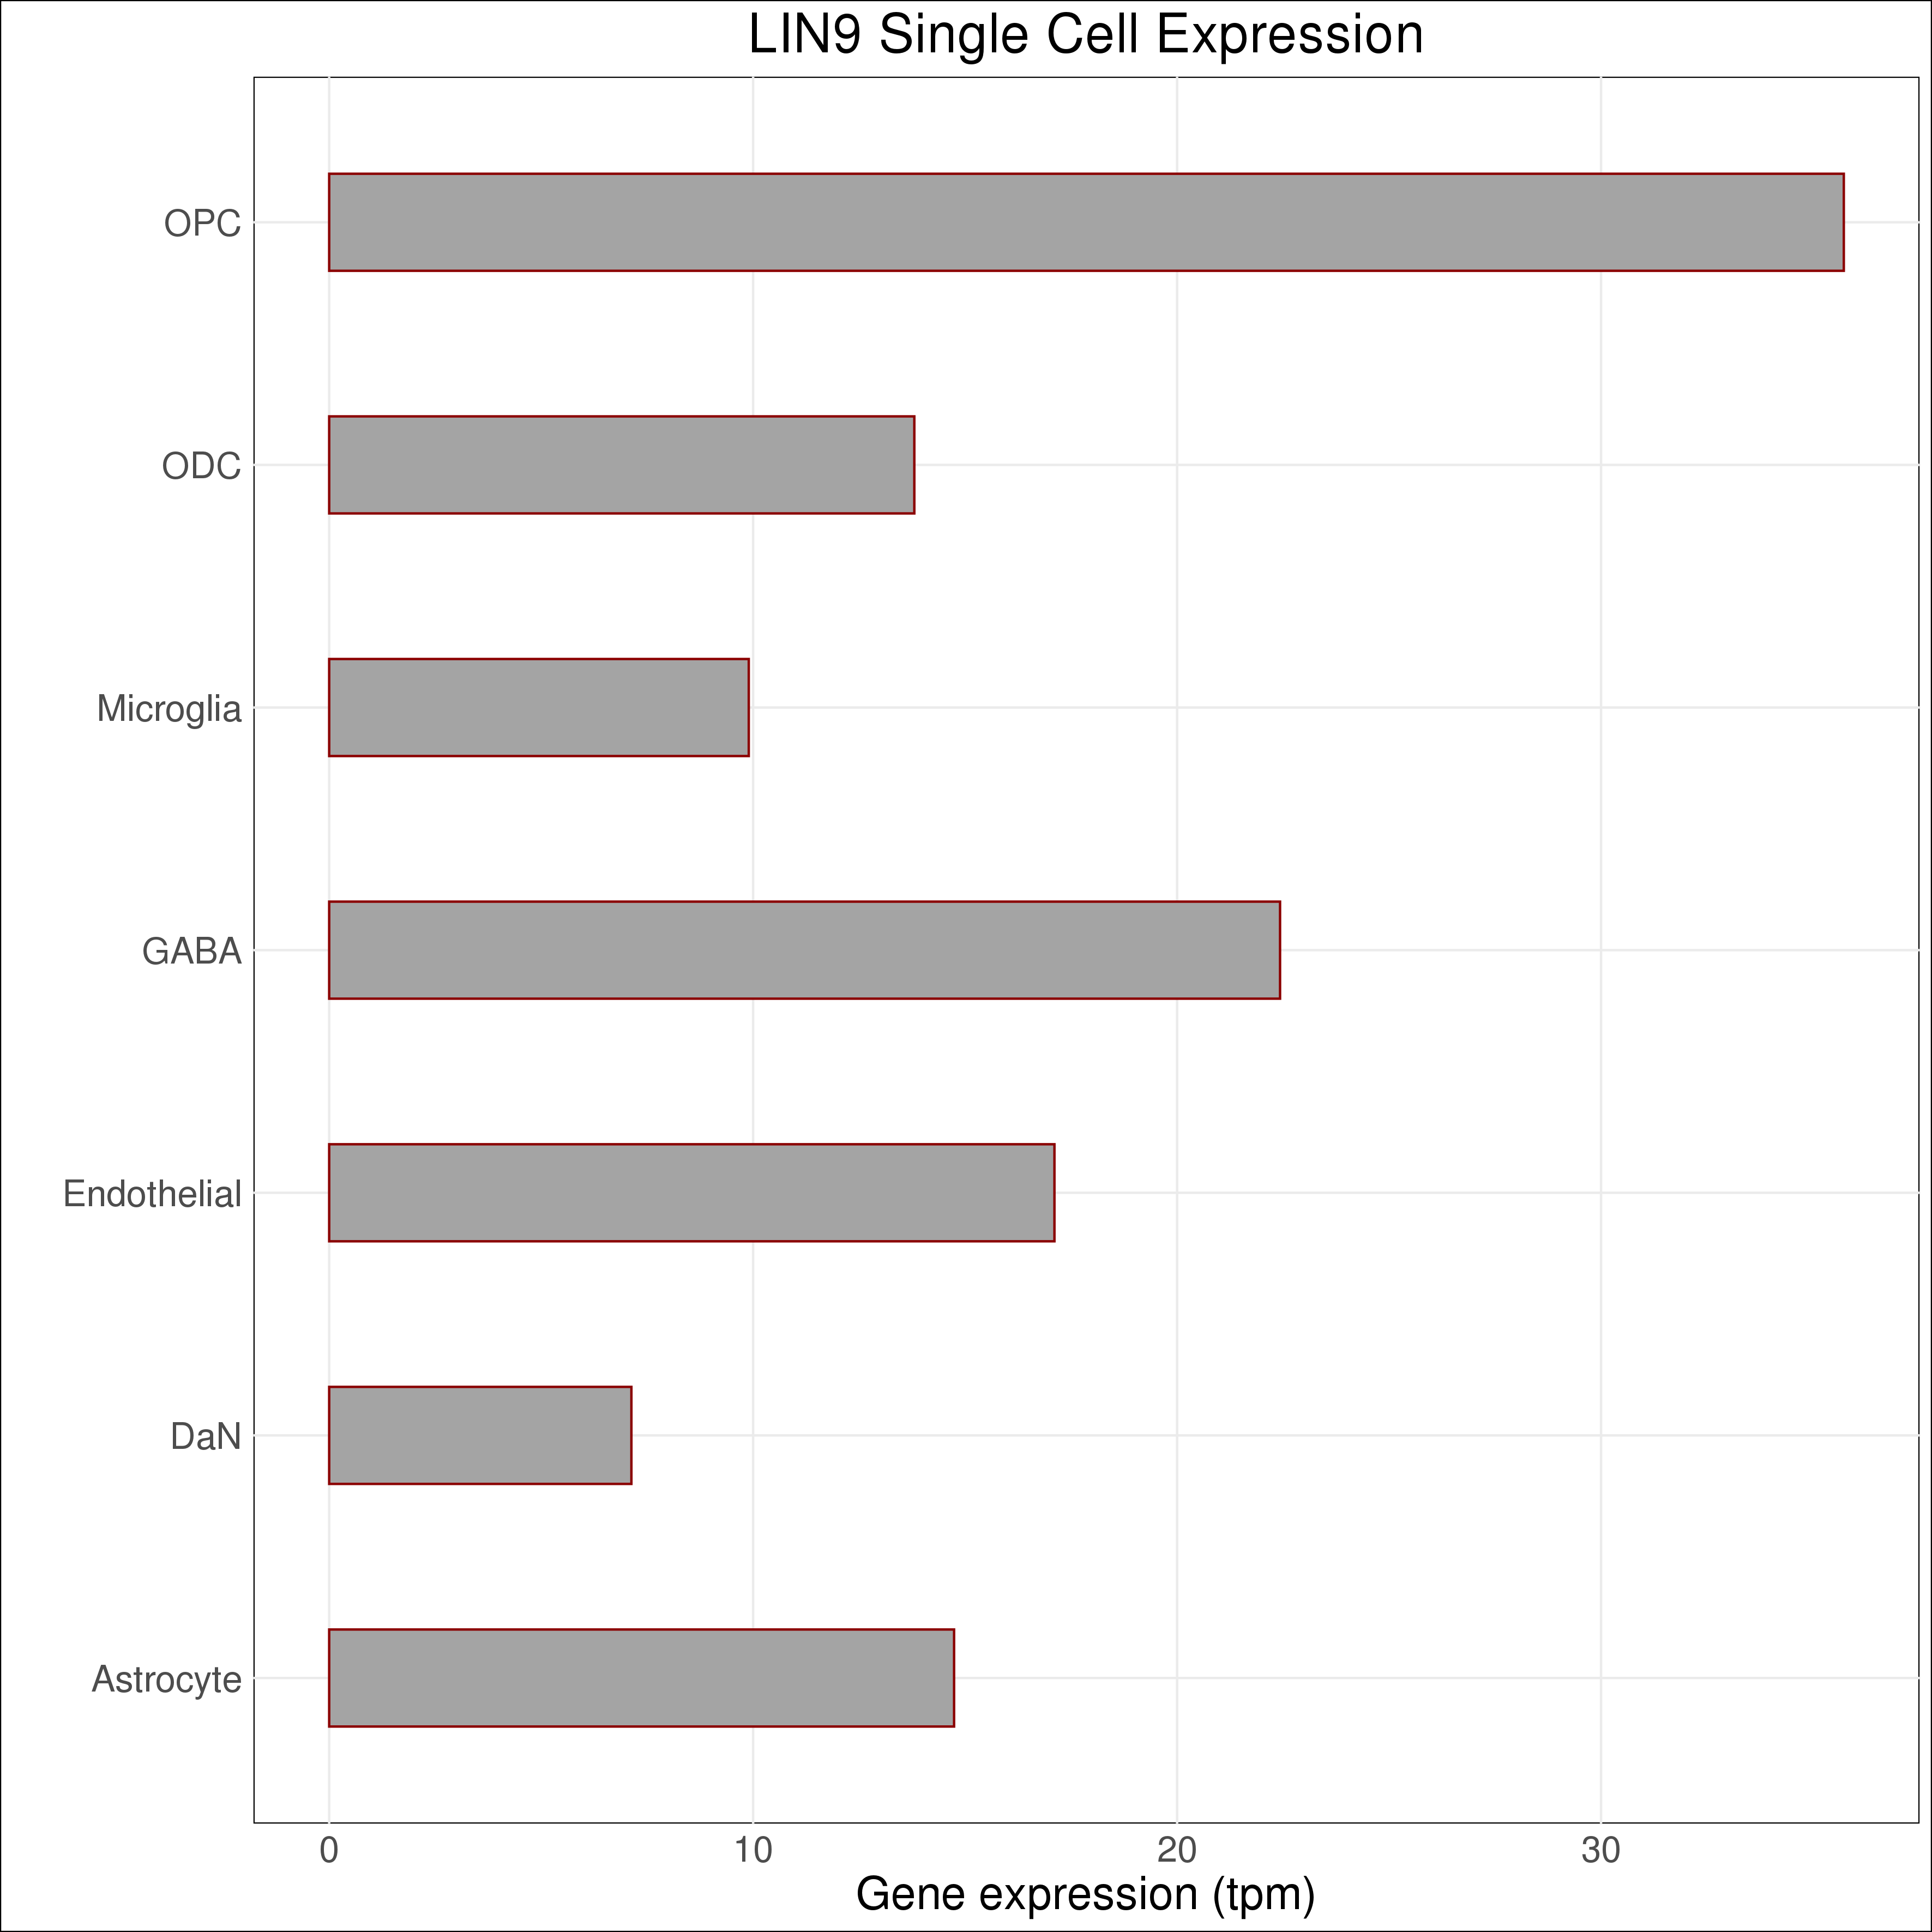 LIN9 Single Cell Expression
OPC
ODC
Microglia
GABA
Endothelial
DaN
Astrocyte
0 10 20 30
Gene expression (tpm)